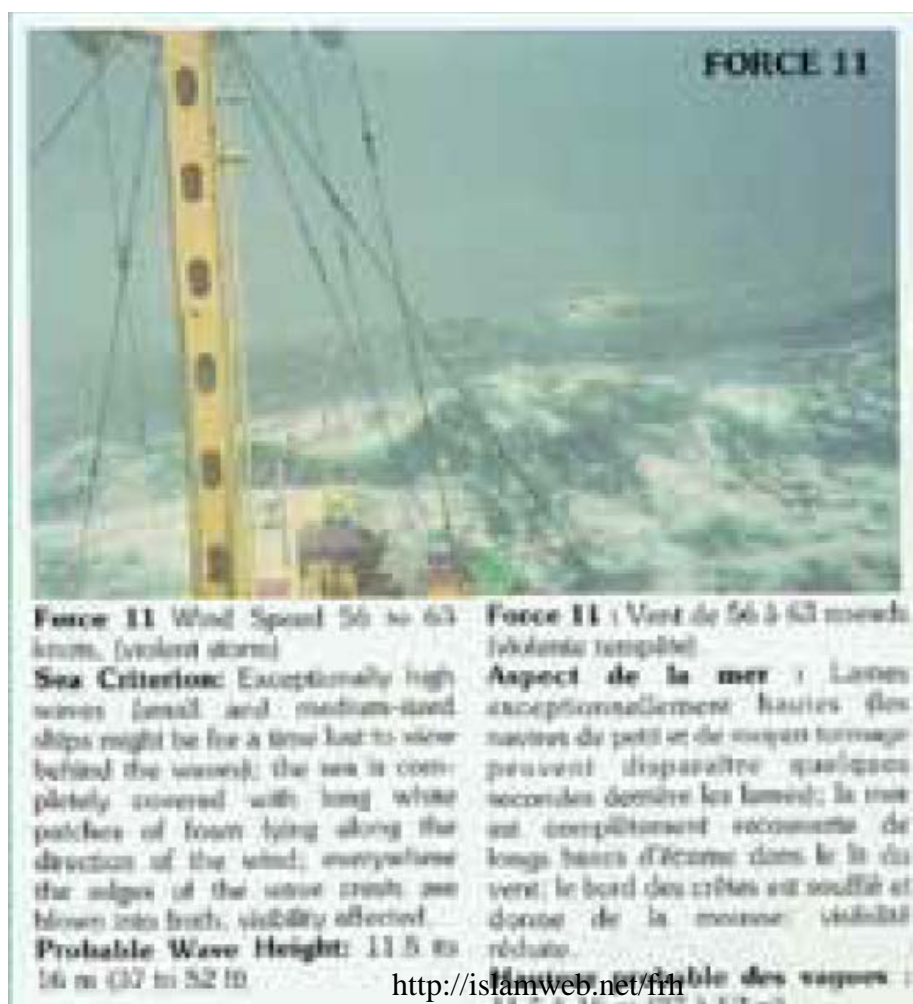 FORCE 11
Force 11 Wind Speed 56 to 63
knots, (violent storm)
Sea Criterion: Exceptionally high
waves (small and medium-sized
ships might be for a time lost to view
behind the waves); the sea is com-
pletely covered with long white
patches of foam lying along the
direction of the wind; everywhere
the edges of the wave crests are
blown into froth, visibility affected.
Probable Wave Height: 11.5 to
16 m (37 to 52 ft)
Force 11 : Vent de 56 à 63 noeuds
(violente tempête)
Aspect de la mer : Lames
exceptionnellement hautes (les
navires de petit et de moyen tonnage
peuvent disparaître quelques
secondes derrière les lames); la mer
est complètement recouverte de
longs bancs d'écume dans le lit du
vent; le bord des crêtes est soufflé et
donne de la mousse; visibilité
réduite.
Hauteur probable des vagues :
http://islamweb.net/frh